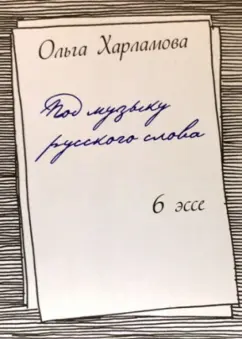 Ольга Харламова
Под музыку
русского слова
6 эссе